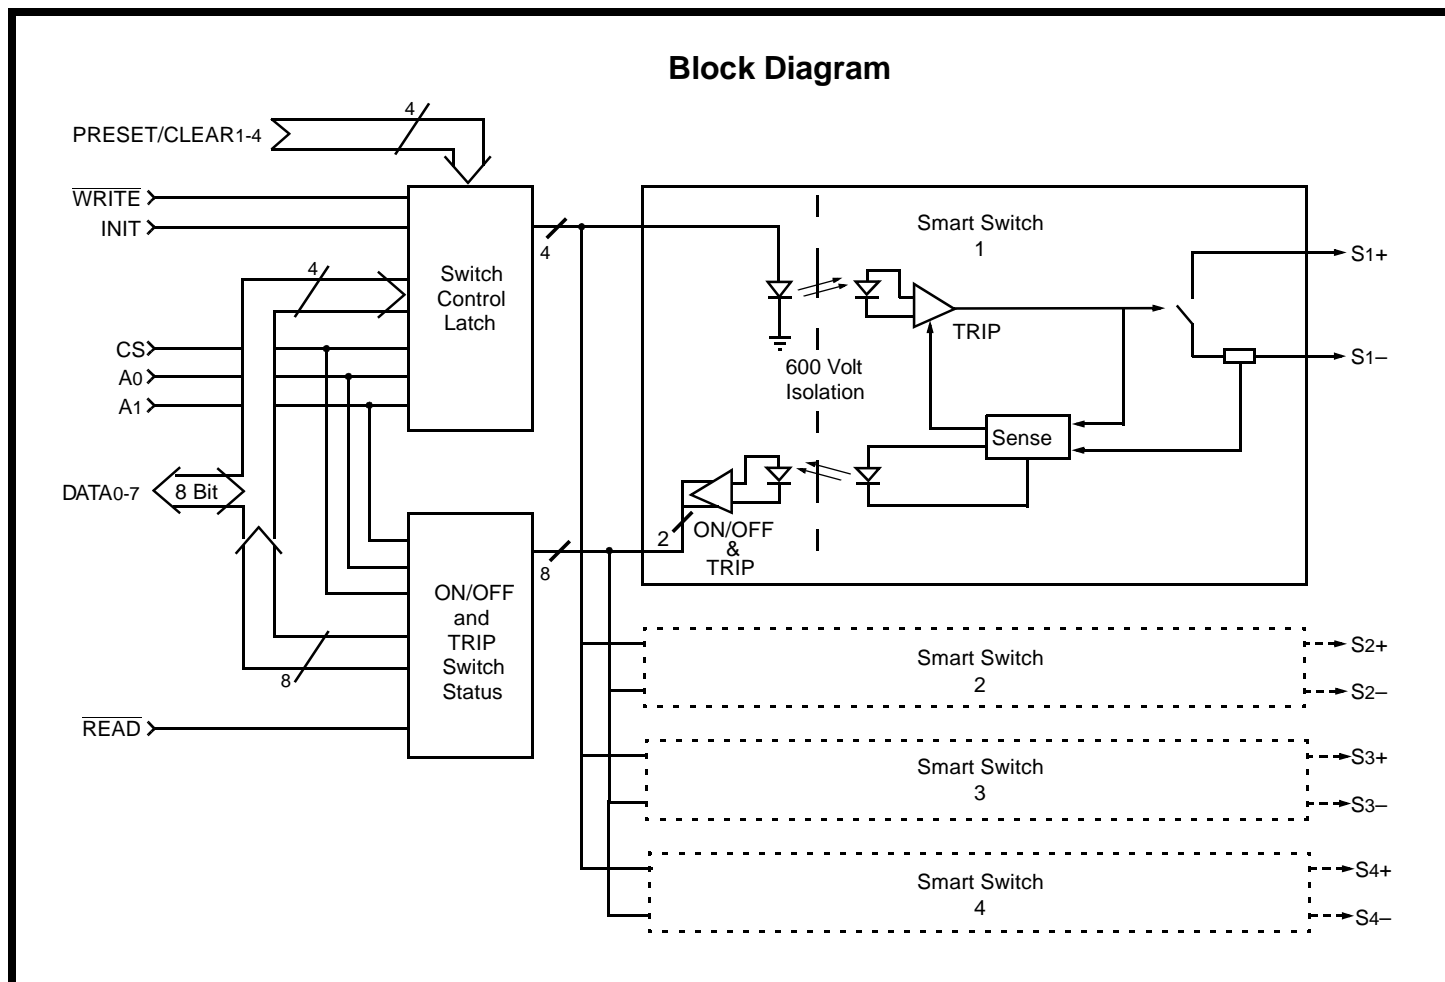 Block Diagram
PRESET/CLEAR1-4
4
WRITE
INIT
4
CS
A0
A1
DATA0-7
8 Bit
8
READ
Switch
Control
Latch
4
ON/OFF
and
TRIP
Switch
Status
8
Smart Switch
1
TRIP
600 Volt
Isolation
Sense
2
ON/OFF
&
TRIP
S1+
S1–
Smart Switch
2
S2+
S2–
Smart Switch
3
S3+
S3–
Smart Switch
4
S4+
S4–